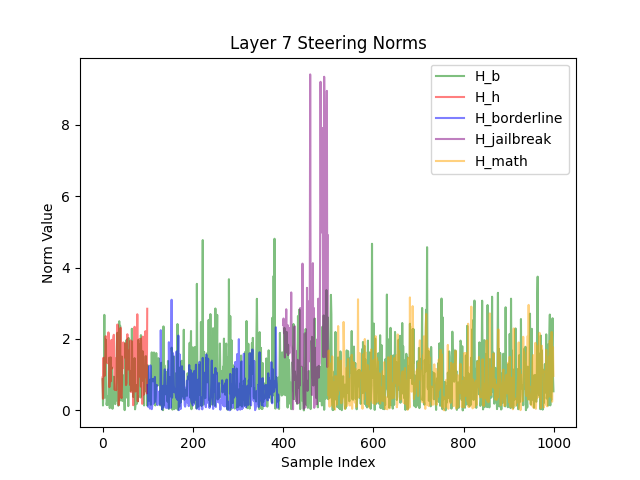 Layer 7 Steering Norms
Norm Value
8
6
4
2
0
H_b
H_h
H_borderline
H_jailbreak
H_math
0 200 400 600 800 1000
Sample Index